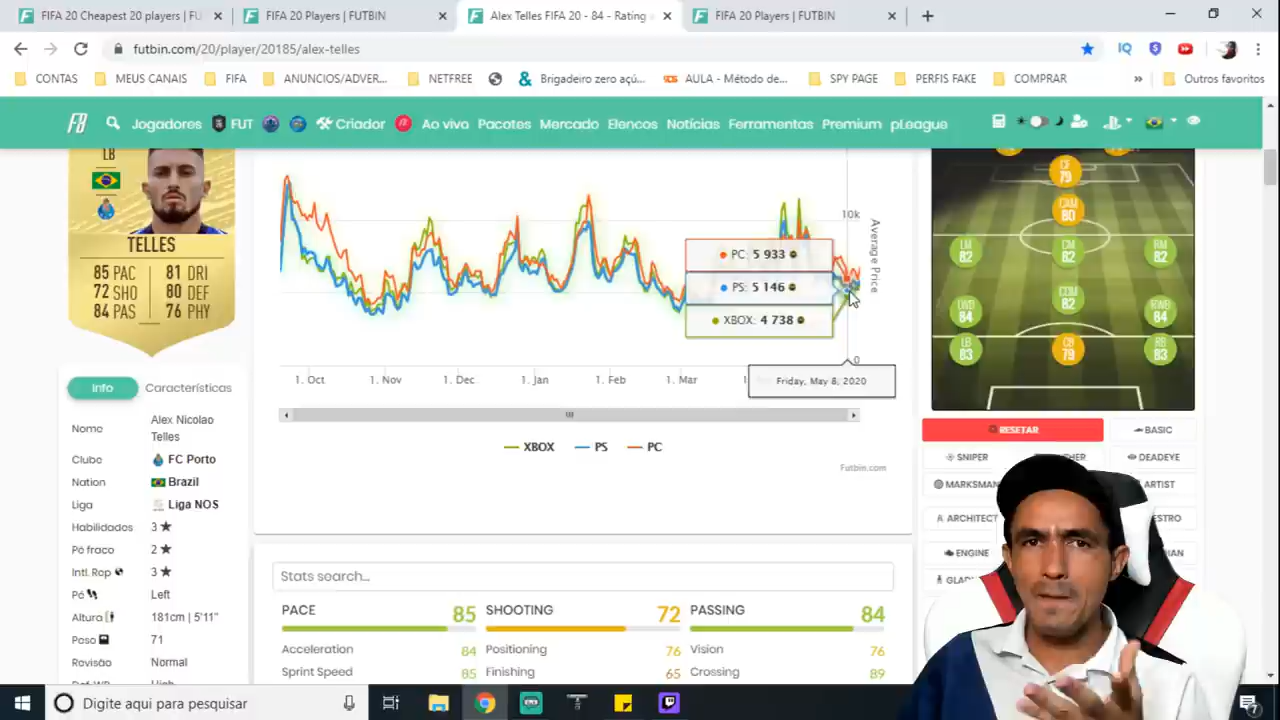 FIFA 20 Cheapest 20 players | FU
FIFA 20 Players | FUTBIN
Alex Telles FIFA 20 - 84 - Rating
FIFA 20 Players | FUTBIN
futbin.com/20/player/20185/alex-telles
CONTAS
MEUS CANAIS
FIFA
ANUNCIOS/ADVER...
NETFREE
Brigadeiro zero açú...
AULA - Método de...
SPY PAGE
PERFIS FAKE
COMPRAR
Outros favoritos
Jogadores
FUT
Criador
Ao vivo
Pacotes
Mercado
Elencos
Notícias
Ferramentas
Premium
pLeague
LB
TELLES
85 PAC
81 DRI
72 SHO
80 DEF
84 PAS
76 PHY
10k
Average Price
PC: 5 933
PS: 5 146
XBOX: 4 738
0
1. Oct
1. Nov
1. Dec
1. Jan
1. Feb
1. Mar
Friday, May 8, 2020
XBOX
PS
PC
Futbin.com
CF
79
CAM
80
LM
82
CM
82
RM
82
CDM
82
LWB
84
RWB
84
LB
83
CB
79
RB
83
Info
Características
Nome
Alex Nicolao
Telles
Clube
FC Porto
Nation
Brazil
Liga
Liga NOS
Habilidades
3
Pé fraco
2
Intl. Rep
3
Pé
Left
Altura
181cm | 5'11"
Peso
71
Revisão
Normal
Def. WR
High
RESETAR
BASIC
SNIPER
DEADEYE
MARKSMAN
ARTIST
ARCHITECT
ENGINE
Stats search...
PACE
85
SHOOTING
72
PASSING
84
Acceleration
84
Positioning
76
Vision
76
Sprint Speed
85
Finishing
65
Crossing
89
Digite aqui para pesquisar
7